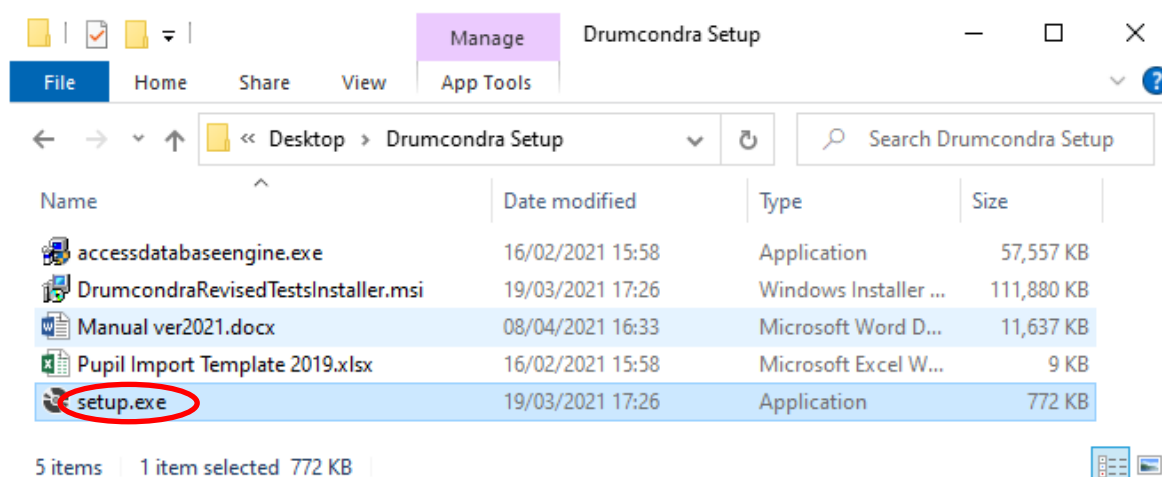 Manage Drumcondra Setup
File Home Share View App Tools
« Desktop > Drumcondra Setup Search Drumcondra Setup
Name Date modified Type Size
accessdatabaseengine.exe 16/02/2021 15:58 Application 57,557 KB
DrumcondraRevisedTestsInstaller.msi 19/03/2021 17:26 Windows Installer ... 111,880 KB
Manual ver2021.docx 08/04/2021 16:33 Microsoft Word D... 11,637 KB
Pupil Import Template 2019.xlsx 16/02/2021 15:58 Microsoft Excel W... 9 KB
setup.exe 19/03/2021 17:26 Application 772 KB
5 items 1 item selected 772 KB